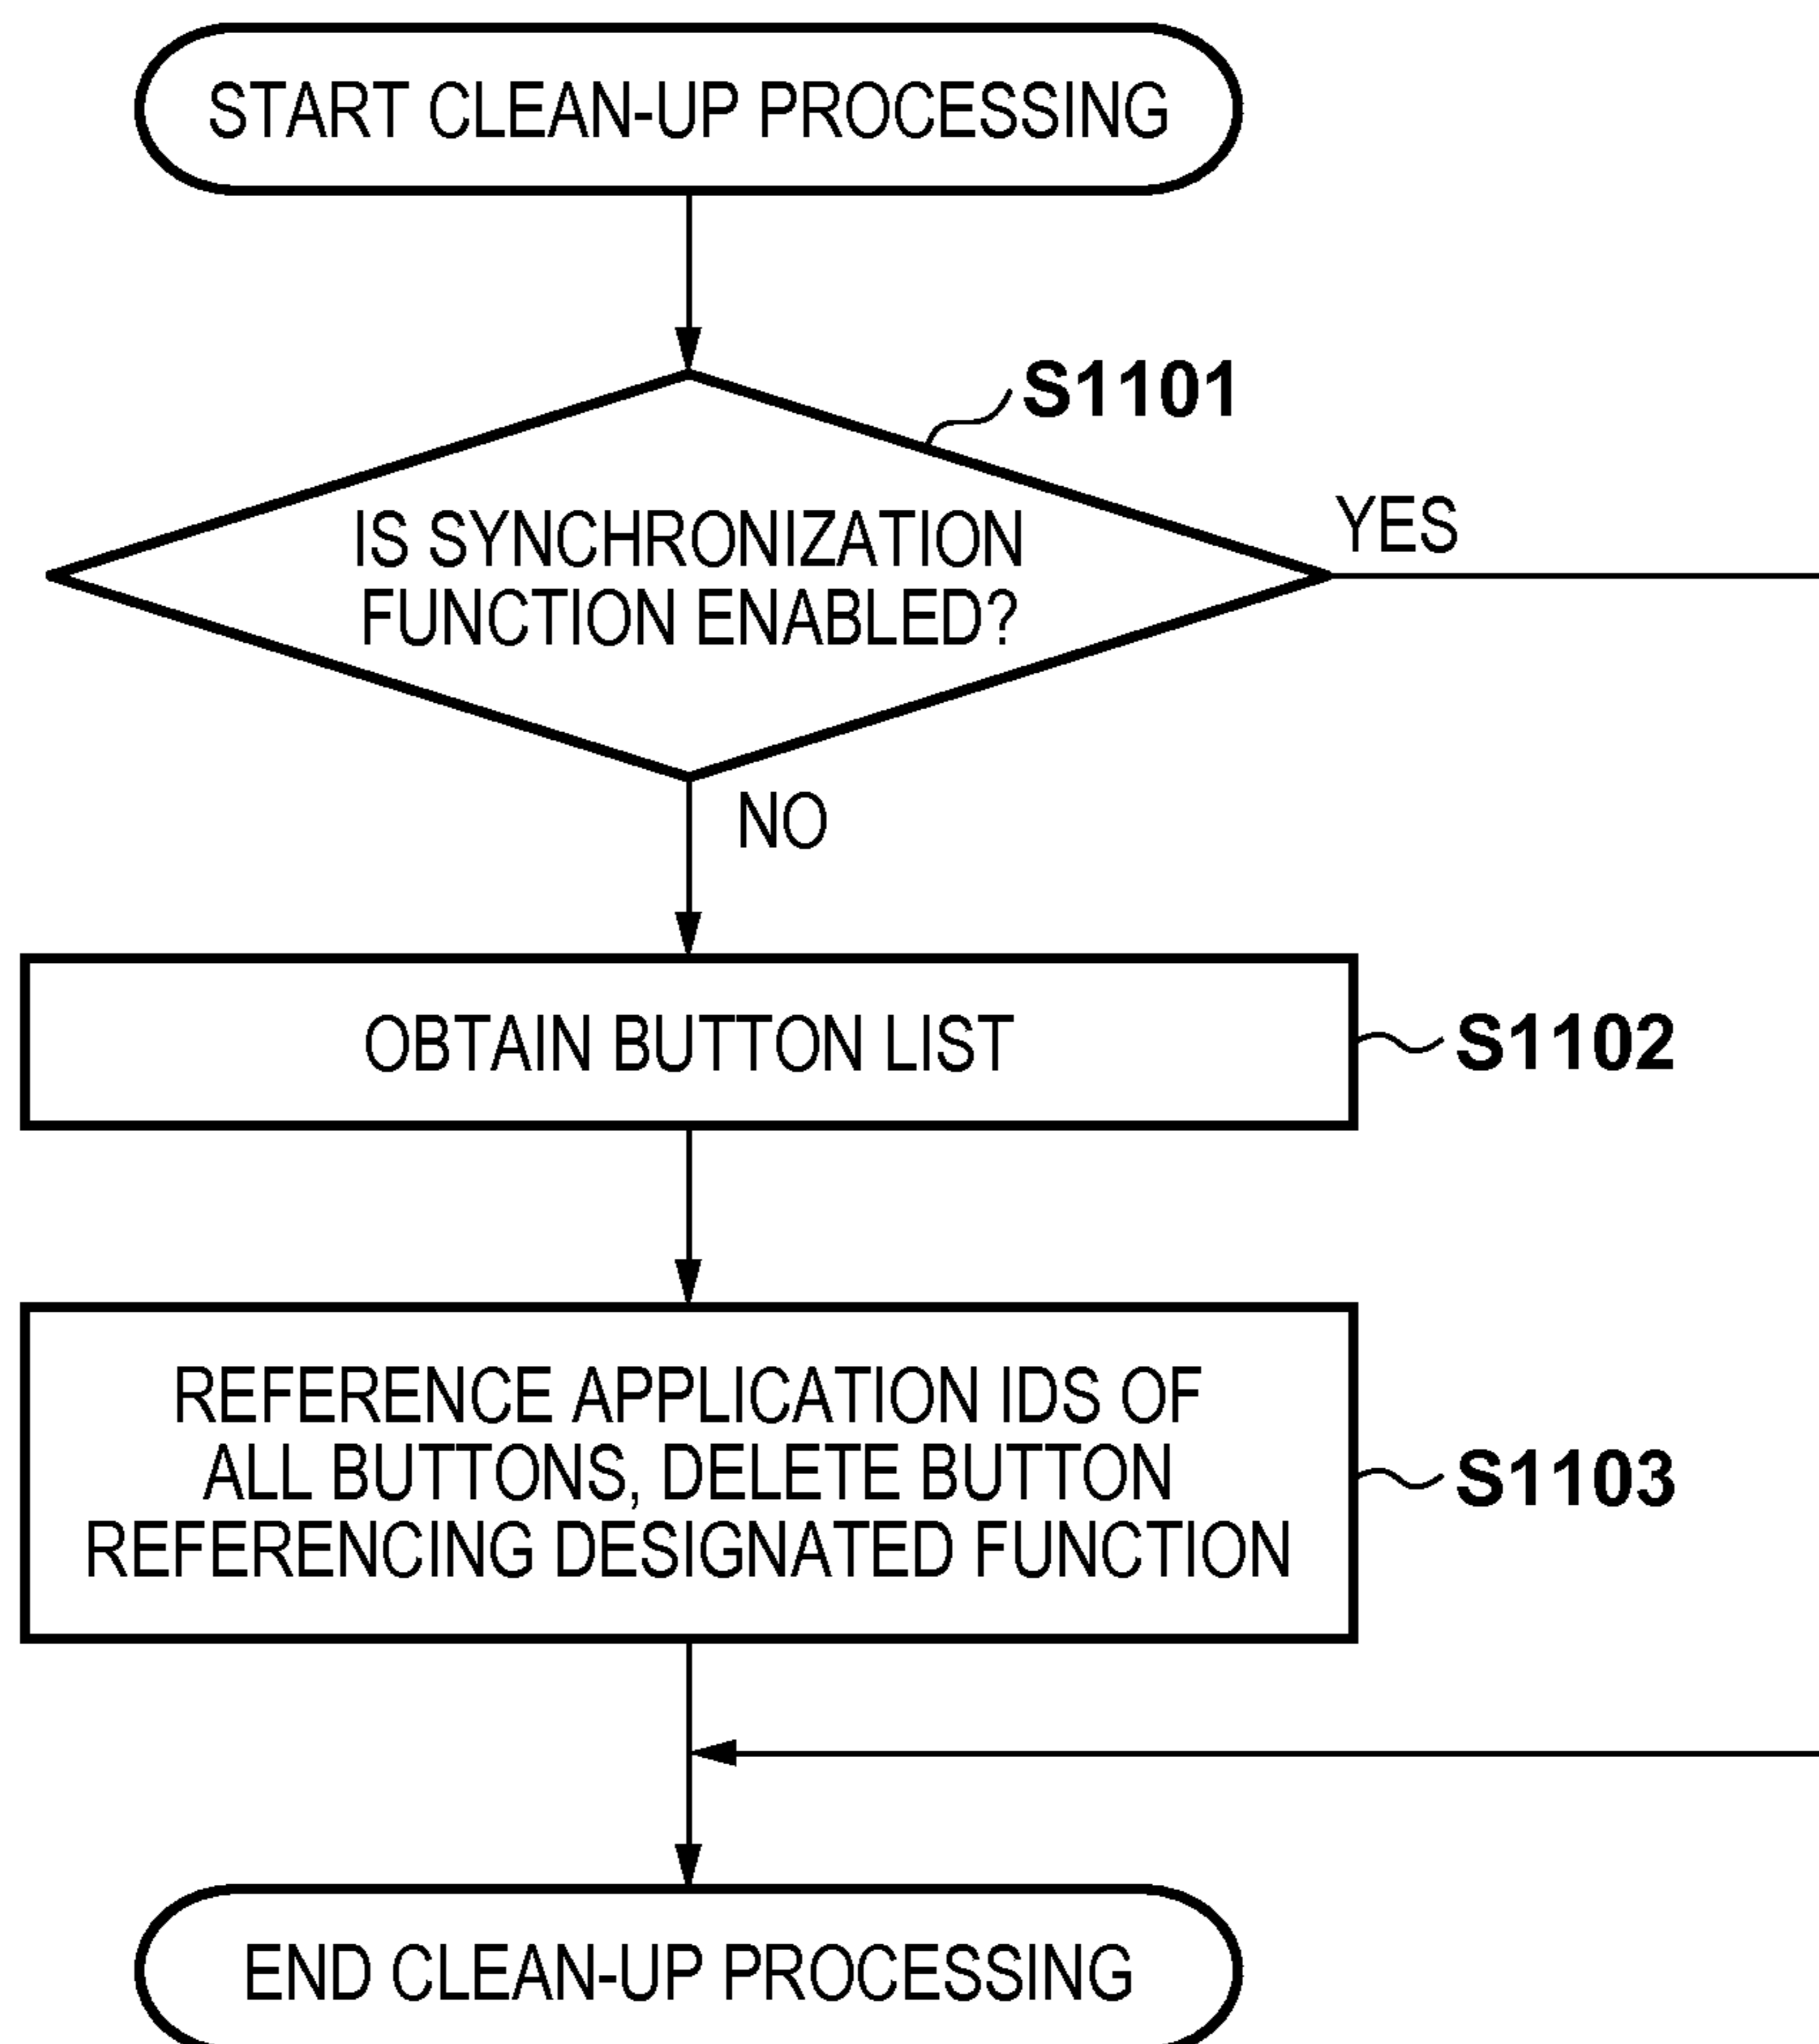 START CLEAN-UP PROCESSING
S1101
IS SYNCHRONIZATION
FUNCTION ENABLED?
YES
NO
OBTAIN BUTTON LIST
S1102
REFERENCE APPLICATION IDS OF
ALL BUTTONS, DELETE BUTTON
REFERENCING DESIGNATED FUNCTION
S1103
END CLEAN-UP PROCESSING